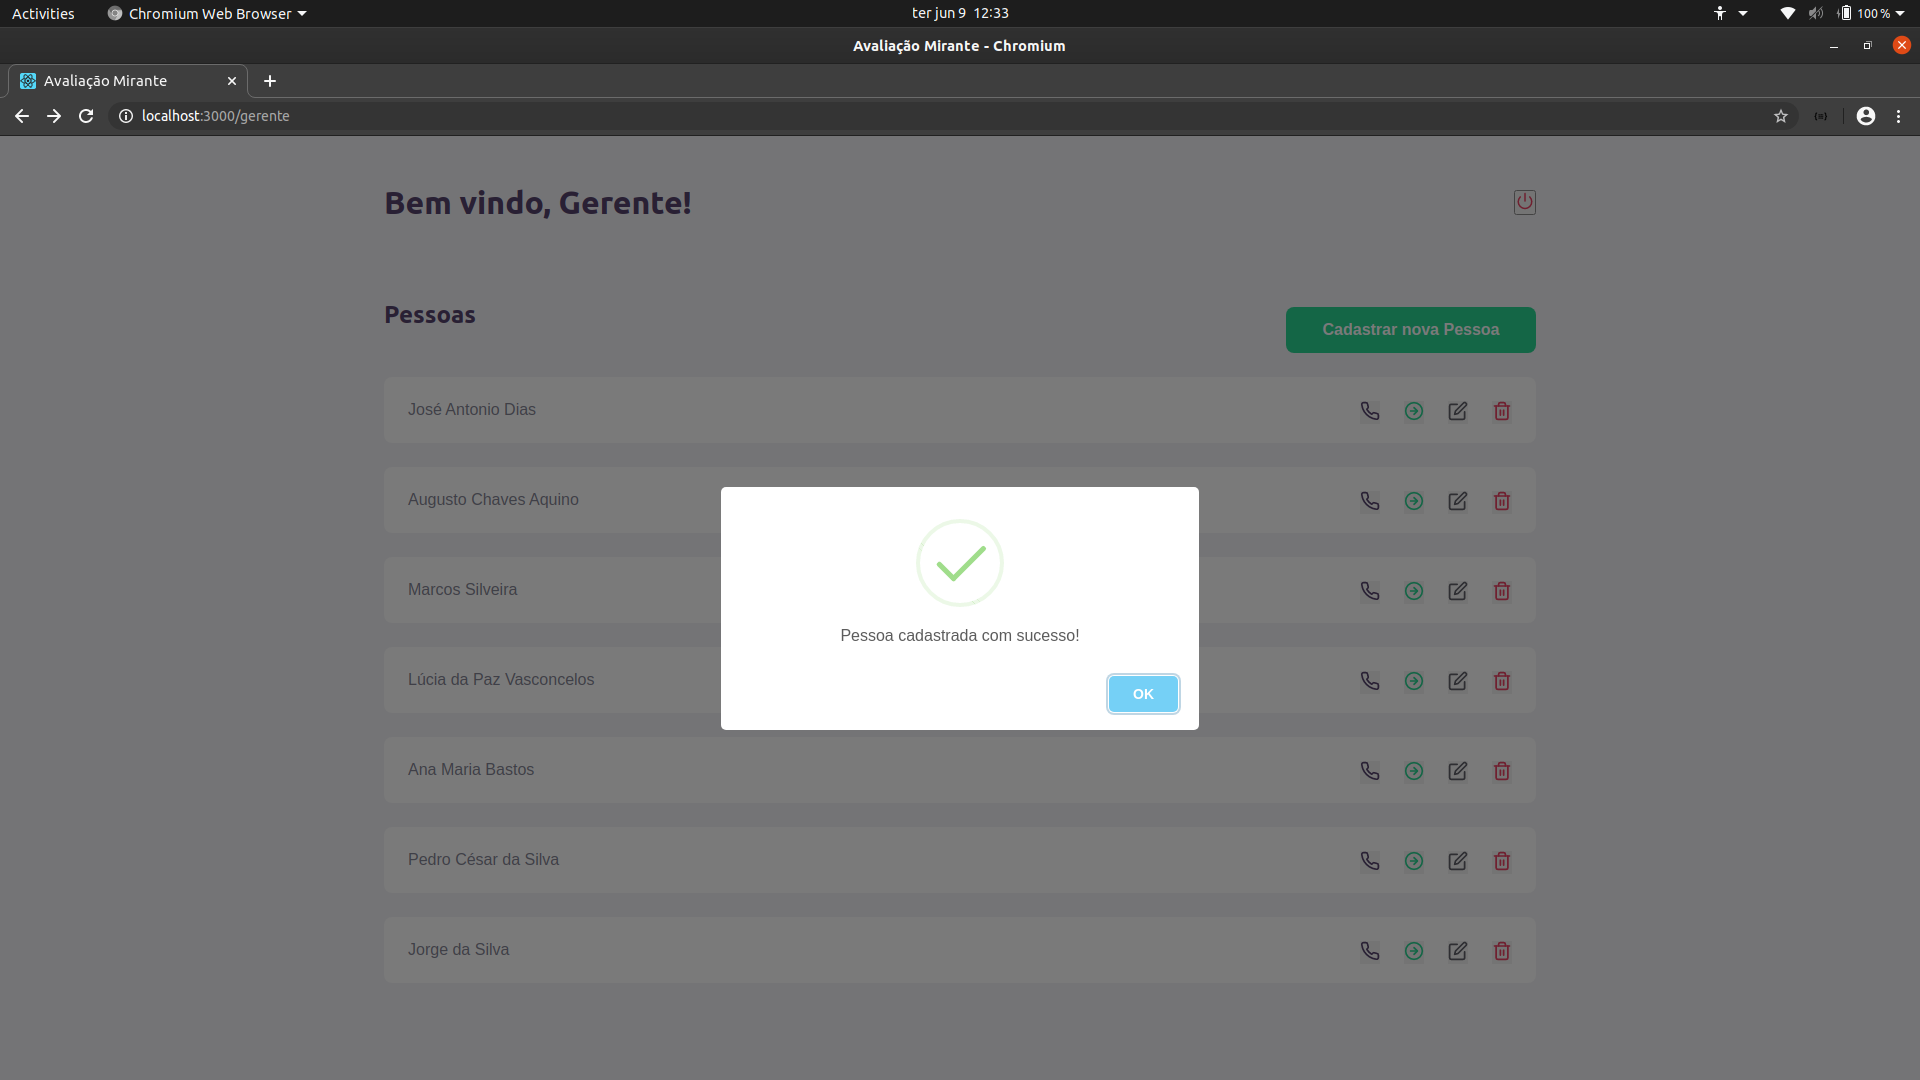 Activities
Chromium Web Browser
ter jun 9 12:33
100 %
Avaliação Mirante - Chromium
Avaliação Mirante
localhost:3000/gerente
Bem vindo, Gerente!
Pessoas
Cadastrar nova Pessoa
José Antonio Dias
Augusto Chaves Aquino
Marcos Silveira
Lúcia da Paz Vasconcelos
Ana Maria Bastos
Pedro César da Silva
Jorge da Silva
Pessoa cadastrada com sucesso!
OK